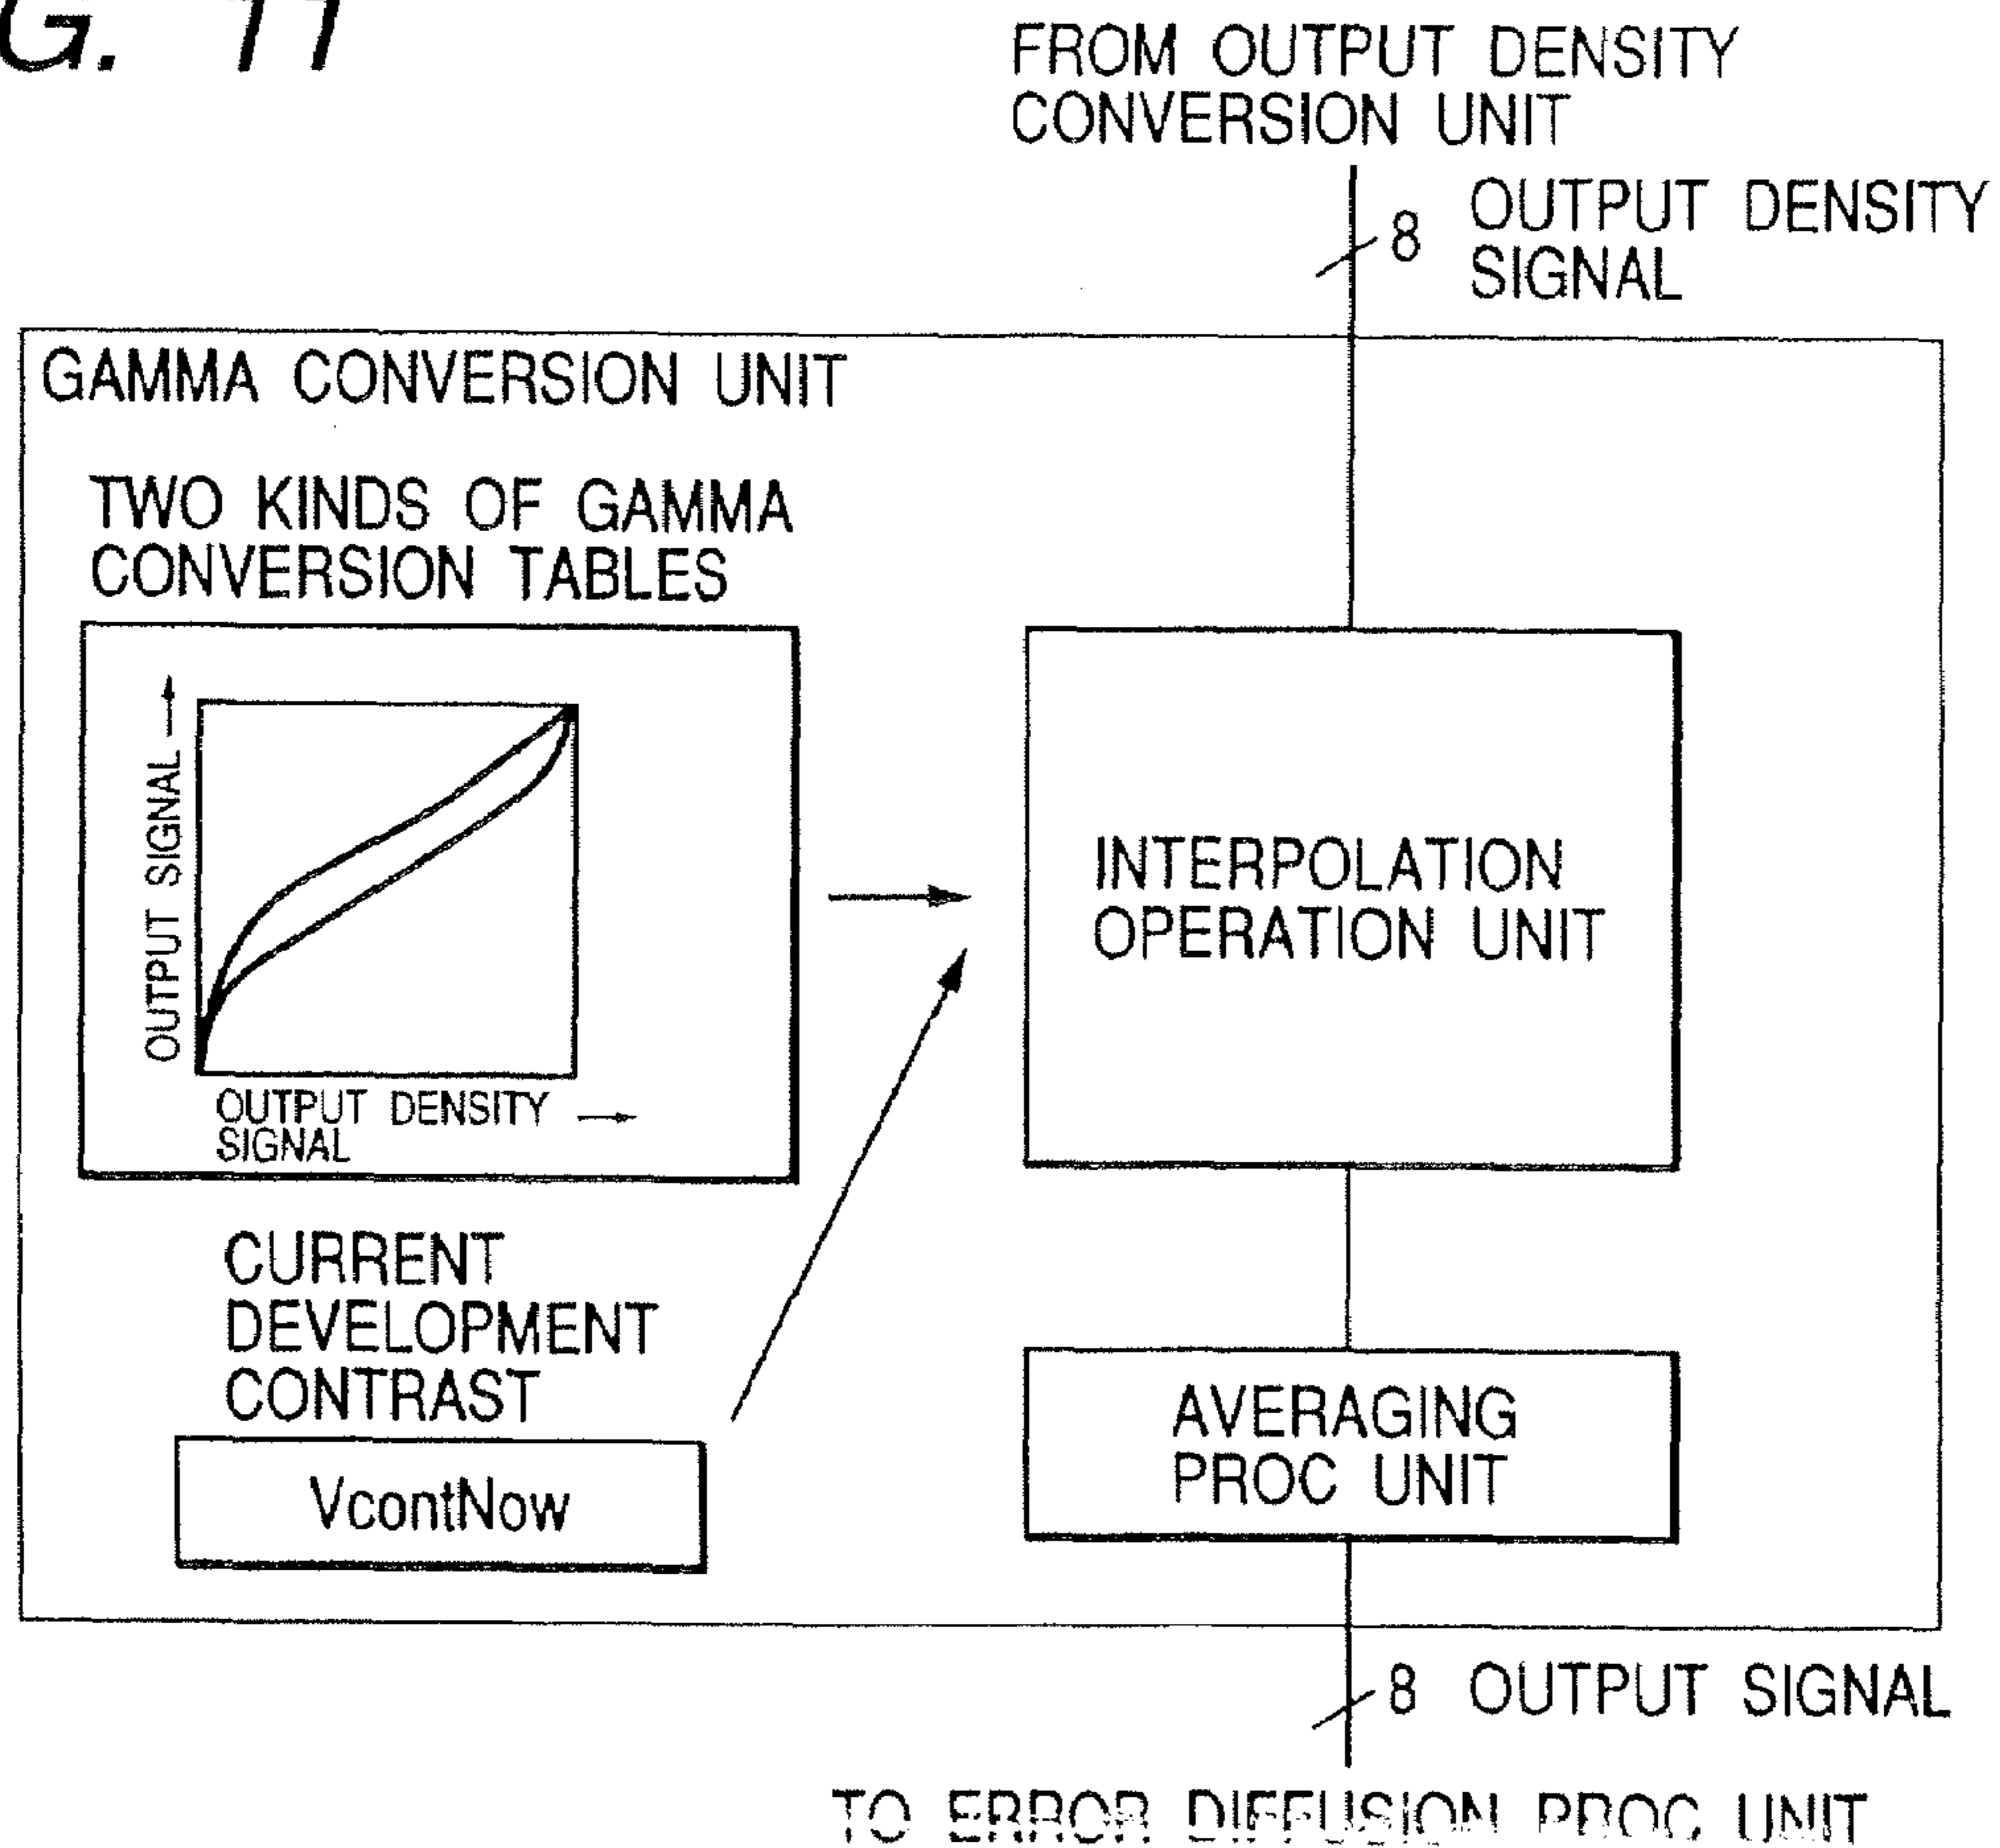 G. 11
FROM OUTPUT DENSITY
CONVERSION UNIT
8
OUTPUT DENSITY
SIGNAL
GAMMA CONVERSION UNIT
TWO KINDS OF GAMMA
CONVERSION TABLES
OUTPUT SIGNAL
OUTPUT DENSITY
SIGNAL
INTERPOLATION
OPERATION UNIT
CURRENT
DEVELOPMENT
CONTRAST
VcontNow
AVERAGING
PROC UNIT
8 OUTPUT SIGNAL
TO ERROR DIFFUSION PROC UNIT